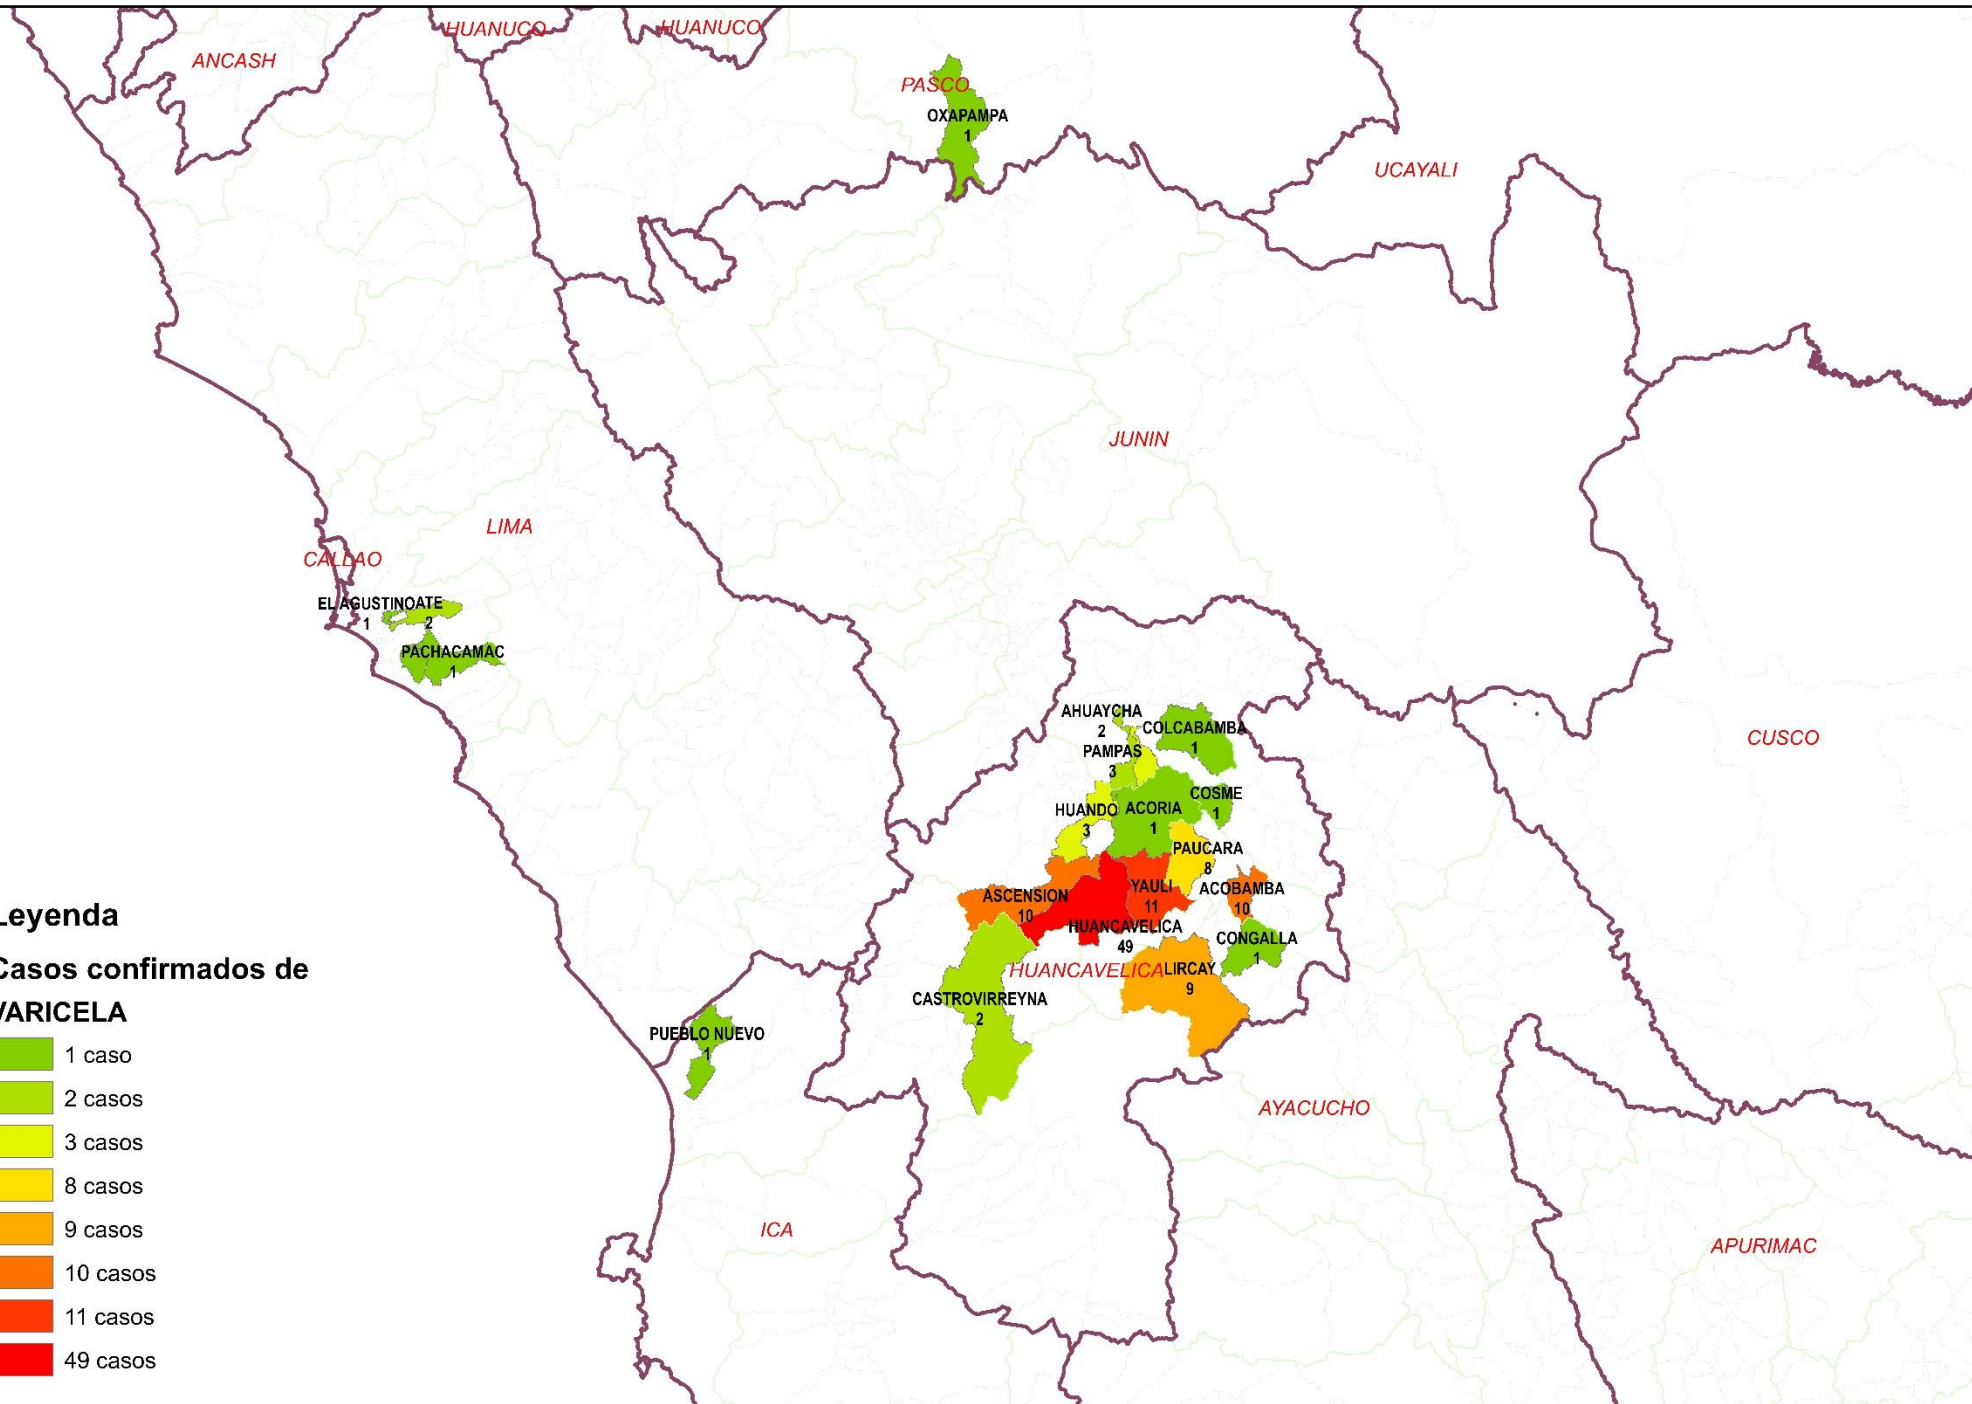 HUANUCO
HUANUCO
ANCASH
PASCO
OXAPAMPA
1
UCAYALI
JUNIN
LIMA
CALLAO
EL AGUSTINO
1
ATE
2
PACHACAMAC
1
AHUAYCHA
2
COLCABAMBA
1
PAMPAS
3
CUSCO
COSME
1
HUANDO
3
ACORIA
1
PAUCARA
8
YAULI
11
ACOBAMBA
10
ASCENSION
10
HUANCAVELICA
49
CONGALLA
1
HUANCAVELICA
LIRCAY
9
CASTROVIRREYNA
2
PUEBLO NUEVO
1
AYACUCHO
ICA
APURIMAC
Leyenda
Casos confirmados de
VARICELA
1 caso
2 casos
3 casos
8 casos
9 casos
10 casos
11 casos
49 casos